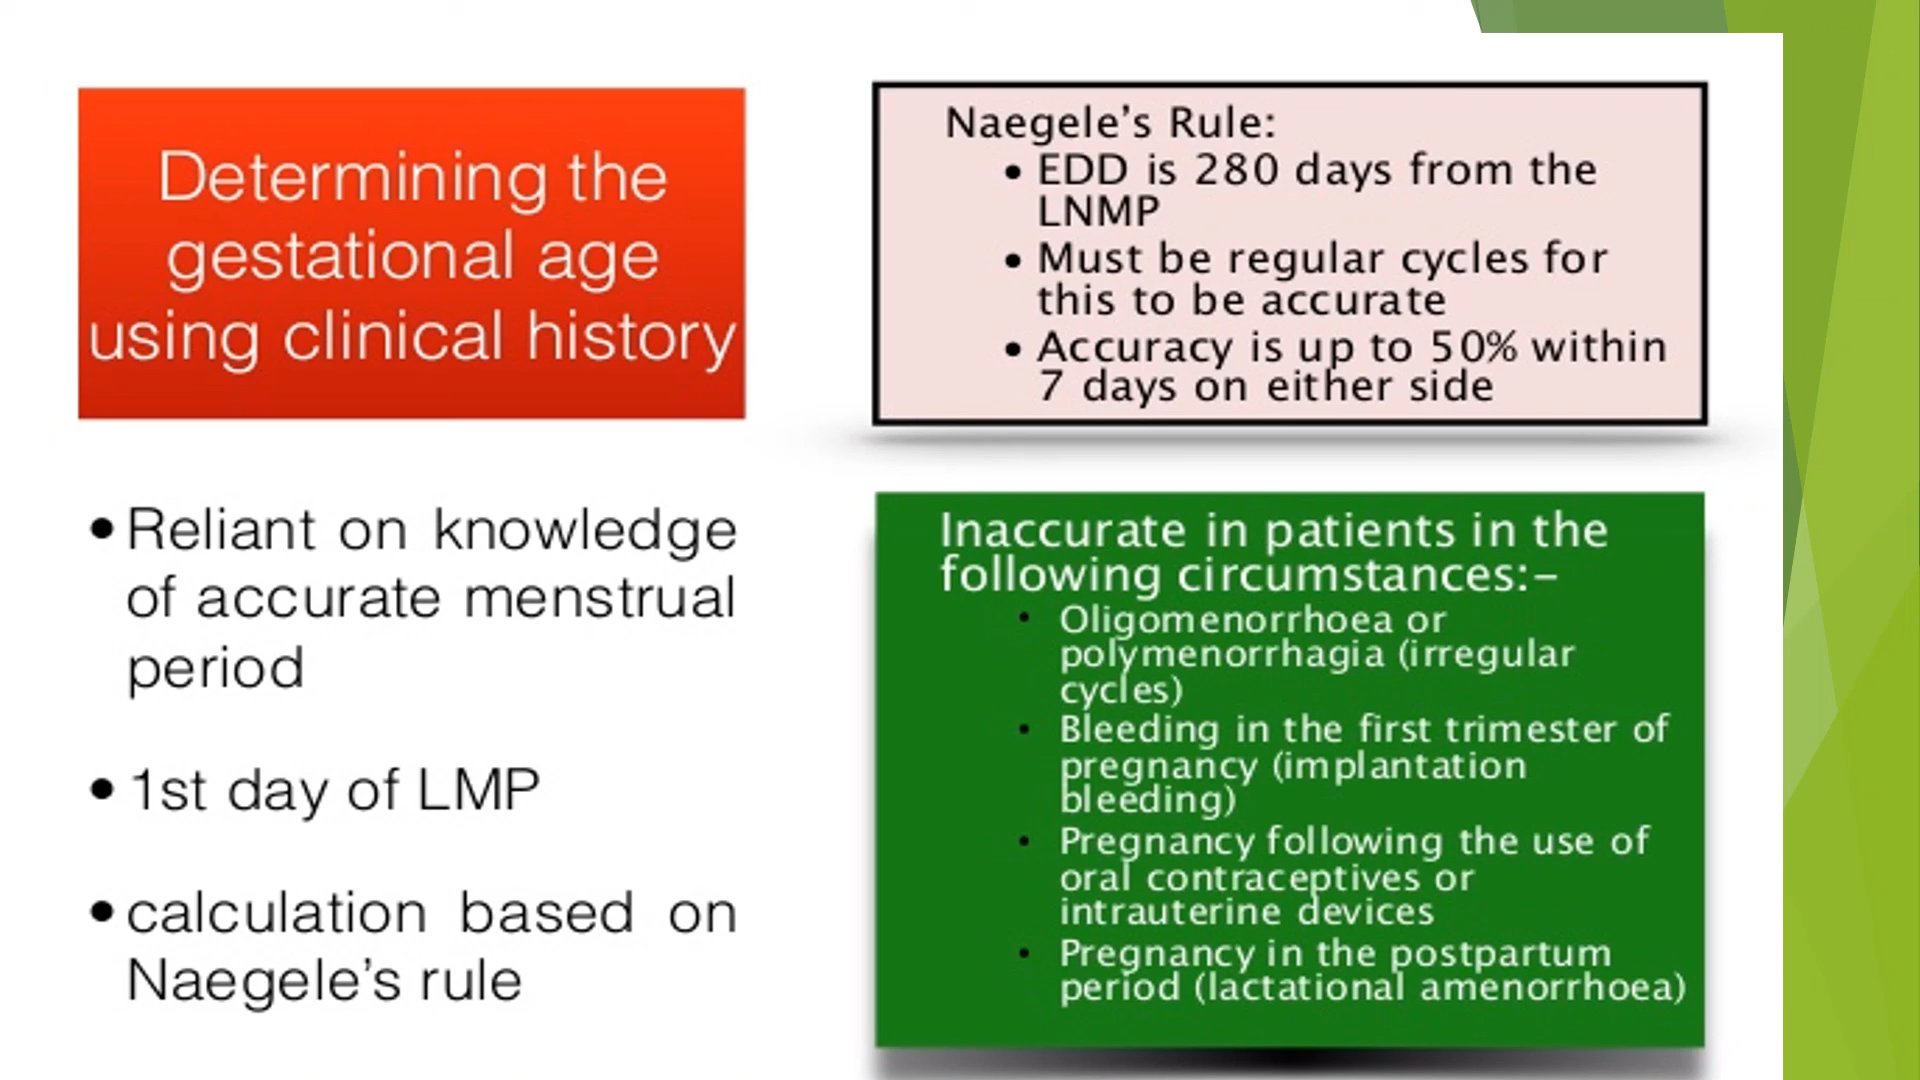 Determining the
gestational age
using clinical history
•Reliant on knowledge
of accurate menstrual
period
•1st day of LMP
•calculation based on
Naegele’s rule
Naegele’s Rule:
•EDD is 280 days from the
LNMP
•Must be regular cycles for
this to be accurate
•Accuracy is up to 50% within
7 days on either side
Inaccurate in patients in the
following circumstances:–
• Oligomenorrhoea or
polymenorrhagia (irregular
cycles)
• Bleeding in the first trimester of
pregnancy (implantation
bleeding)
• Pregnancy following the use of
oral contraceptives or
intrauterine devices
• Pregnancy in the postpartum
period (lactational amenorrhoea)